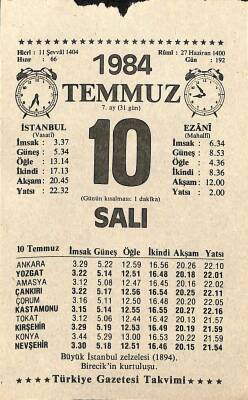 Hicrî : 11 Şevvâl 1404
Hızır : 66
Rûmî : 27 Haziran 1400
Gün : 192
1984
TEMMUZ
7. ay (31 gün)
İSTANBUL
(Vasatî)
İmsak : 3.37
Güneş : 5.34
Öğle : 13.14
İkindi : 17.13
Akşam : 20.45
Yatsı : 22.32
10
EZÂNÎ
(Mahallî)
İmsak : 6.34
Güneş : 8.53
Öğle : 4.36
İkindi : 8.36
Akşam : 12.00
Yatsı : 2.00
(Günün kısalması: 1 dakika)
SALI
10 Temmuz İmsak Güneş Öğle İkindi Akşam Yatsı
ANKARA 3.29 5.22 12.59 16.56 20.26 22.10
YOZGAT 3.22 5.14 12.51 16.48 20.18 22.01
AMASYA 3.12 5.08 12.47 16.45 20.16 22.01
ÇANKIRI 3.22 5.17 12.56 16.54 20.25 22.11
ÇORUM 3.16 5.11 12.50 16.48 20.20 22.05
KASTAMONU 3.15 5.14 12.55 16.55 20.27 22.16
TOKAT 3.12 5.06 12.44 16.42 20.13 21.57
KIRŞEHİR 3.29 5.19 12.53 16.49 20.19 21.59
KONYA 3.44 5.29 13.00 16.53 20.22 21.59
NEVŞEHİR 3.30 5.18 12.51 16.46 20.15 21.54
Büyük İstanbul zelzelesi (1894).
Birecik'in kurtuluşu.
★★★★ Türkiye Gazetesi Takvimi ★★★★